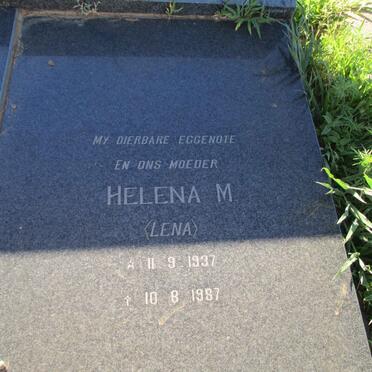 MY DIERBARE EGGENOTE
EN ONS MOEDER
HELENA M
(LENA)
* 11 9 1937
† 10 8 1987